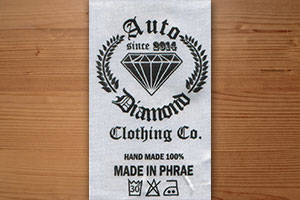 Auto
since 2014
Diamond
Clothing Co.
HAND MADE 100%
MADE IN PHRAE
30